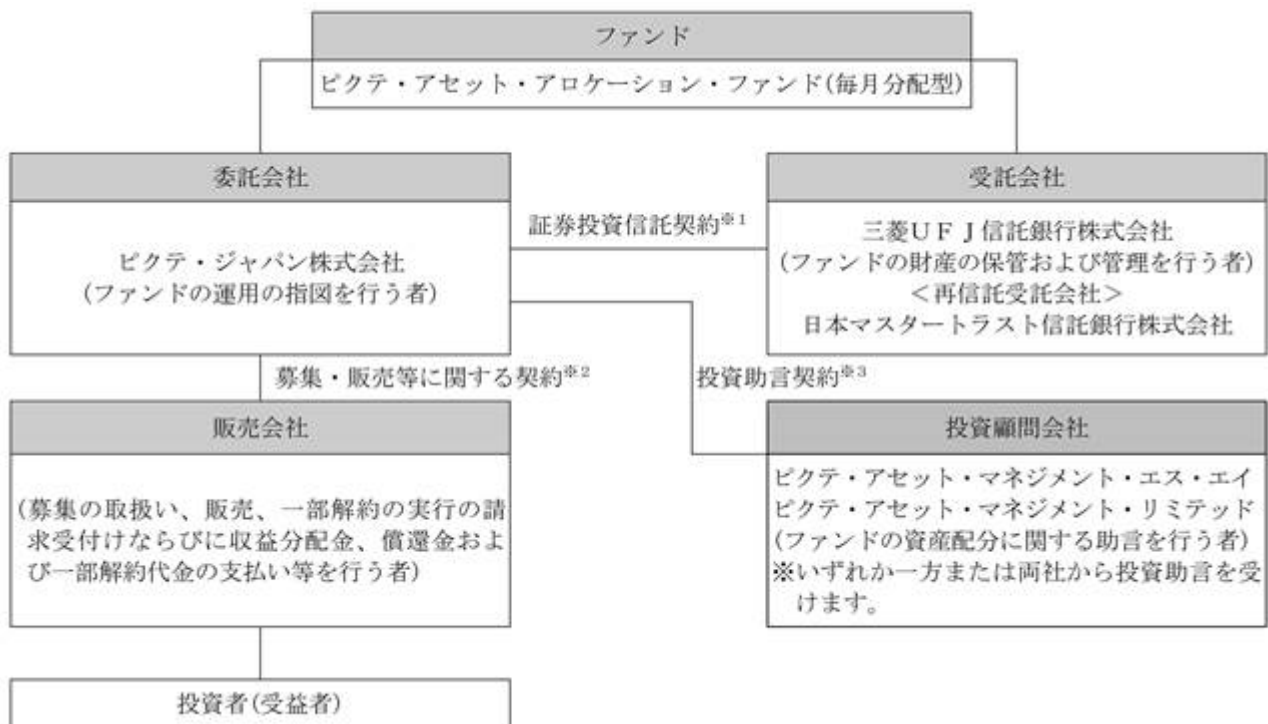 ファンド
ピクテ・アセット・アロケーション・ファンド(毎月分配型)
委託会社
ピクテ・ジャパン株式会社
(ファンドの運用の指図を行う者)
証券投資信託契約※1
受託会社
三菱UFJ信託銀行株式会社
(ファンドの財産の保管および管理を行う者)
<再信託受託会社>
日本マスタートラスト信託銀行株式会社
募集・販売等に関する契約※2
投資助言契約※3
販売会社
(募集の取扱い、販売、一部解約の実行の請
求受付けならびに収益分配金、償還金およ
び一部解約代金の支払い等を行う者)
投資顧問会社
ピクテ・アセット・マネジメント・エス・エイ
ピクテ・アセット・マネジメント・リミテッド
(ファンドの資産配分に関する助言を行う者)
※いずれか一方または両社から投資助言を受
けます。
投資者(受益者)